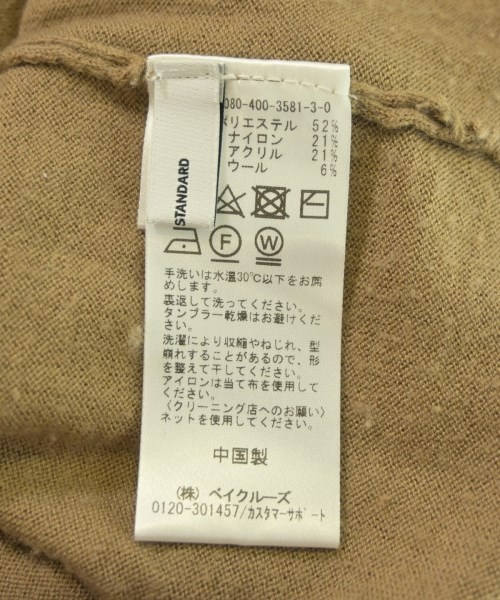 STANDARD
080-400-3581-3-0
ポリエステル 52%
ナイロン 21%
アクリル 21%
ウール 6%
F W
手洗いは水温30℃以下をお薦
めします。
裏返して洗ってください。
タンブラー乾燥はお避けくだ
さい。
洗濯により収縮やねじれ、型
崩れすることがあるので、形
を整えて干してください。
アイロンは当て布を使用して
ください。
〈クリーニング店へのお願い〉
ネットを使用してください。
中国製
(株) ベイクルーズ
0120-301457/カスタマーサポート